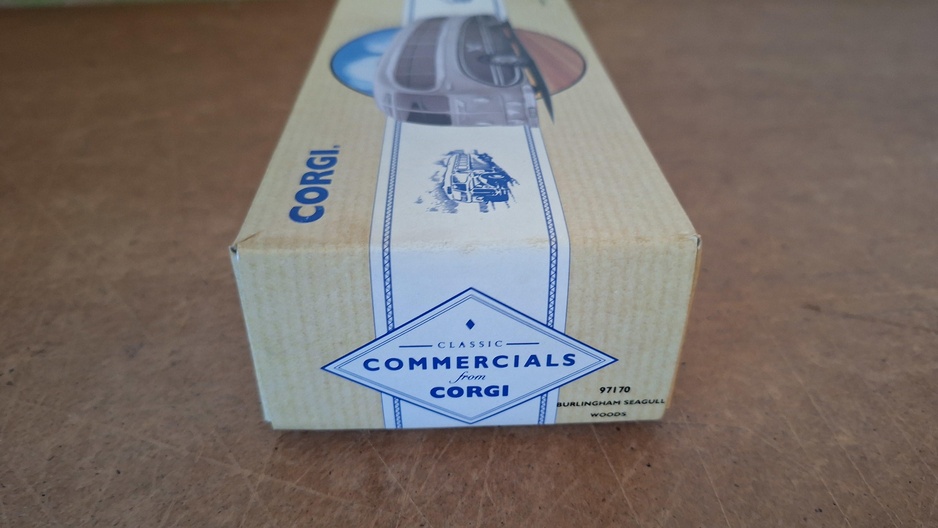 CORGI.
CLASSIC
COMMERCIALS
from
CORGI
97170
BURLINGHAM SEAGULL
WOODS